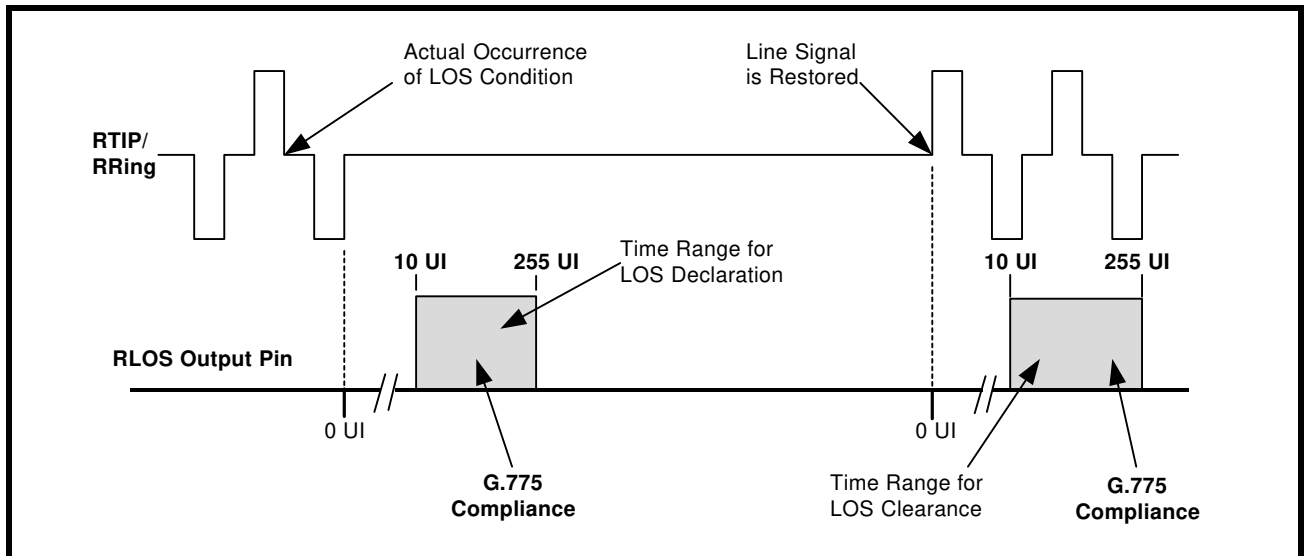 Actual Occurrence
of LOS Condition
Line Signal
is Restored
RTIP/
RRing
10 UI
255 UI
Time Range for
LOS Declaration
10 UI
255 UI
RLOS Output Pin
0 UI
0 UI
G.775
Compliance
Time Range for
LOS Clearance
G.775
Compliance